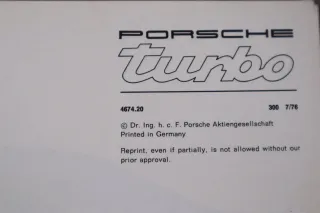 PORSCHE
turbo
4674.20 300 7/76
© Dr. Ing. h. c. F. Porsche Aktiengesellschaft
Printed in Germany
Reprint, even if partially, is not allowed without our
prior approval.